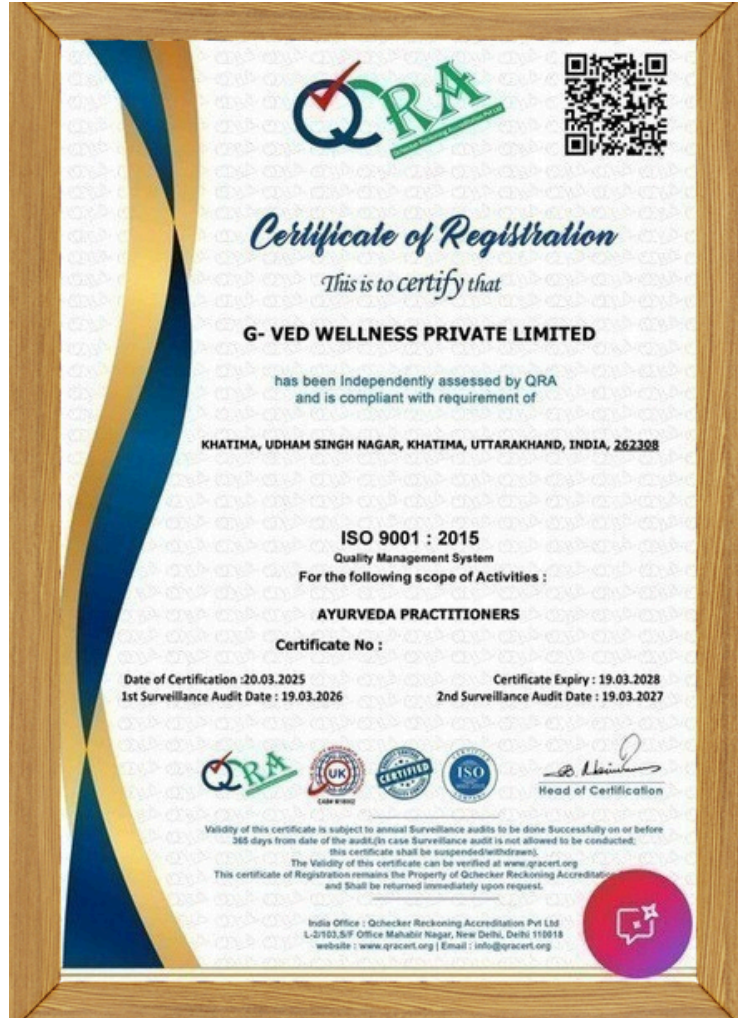 QRA
Qchecker Reckoning Accreditation Pvt Ltd
Certificate of Registration
This is to certify that
G- VED WELLNESS PRIVATE LIMITED
has been Independently assessed by QRA
and is compliant with requirement of
KHATIMA, UDHAM SINGH NAGAR, KHATIMA, UTTARAKHAND, INDIA, 262308
ISO 9001 : 2015
Quality Management System
For the following scope of Activities :
AYURVEDA PRACTITIONERS
Certificate No :
Date of Certification :20.03.2025 Certificate Expiry : 19.03.2028
1st Surveillance Audit Date : 19.03.2026 2nd Surveillance Audit Date : 19.03.2027
QRA
UK
CERTIFIED
CERTIFIED
ISO
COMPANY
Head of Certification
Validity of this certificate is subject to annual Surveillance audits to be done Successfully on or before
365 days from date of the audit.(In case Surveillance audit is not allowed to be conducted;
this certificate shall be suspended/withdrawn).
The Validity of this certificate can be verified at www.qracert.org
This certificate of Registration remains the Property of Qchecker Reckoning Accreditation
and Shall be returned immediately upon request.
India Office : Qchecker Reckoning Accreditation Pvt Ltd
L-2/103,S/F Office Mahabir Nagar, New Delhi, Delhi 110018
website : www.qracert.org | Email : info@qracert.org